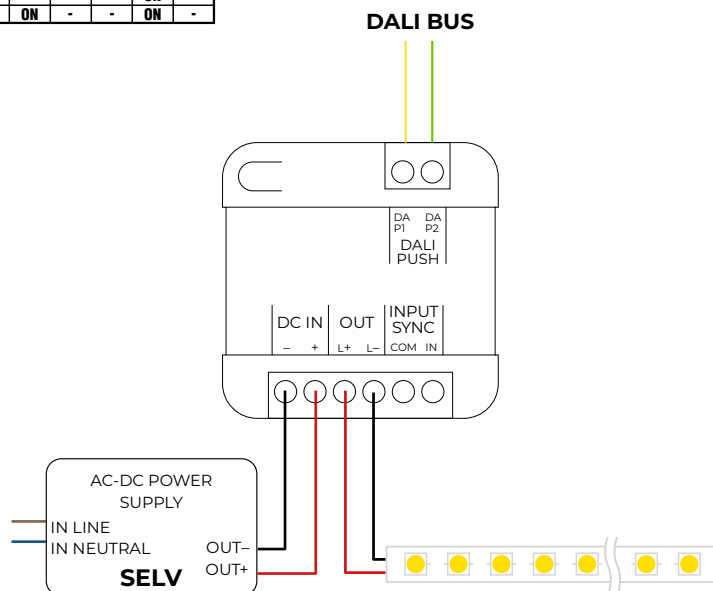 ON - - ON -
DALI BUS
DA DA
P1 P2
DALI
PUSH
DC IN OUT INPUT
SYNC
– + L+ L– COM IN
AC-DC POWER
SUPPLY
IN LINE
IN NEUTRAL OUT–
OUT+
SELV